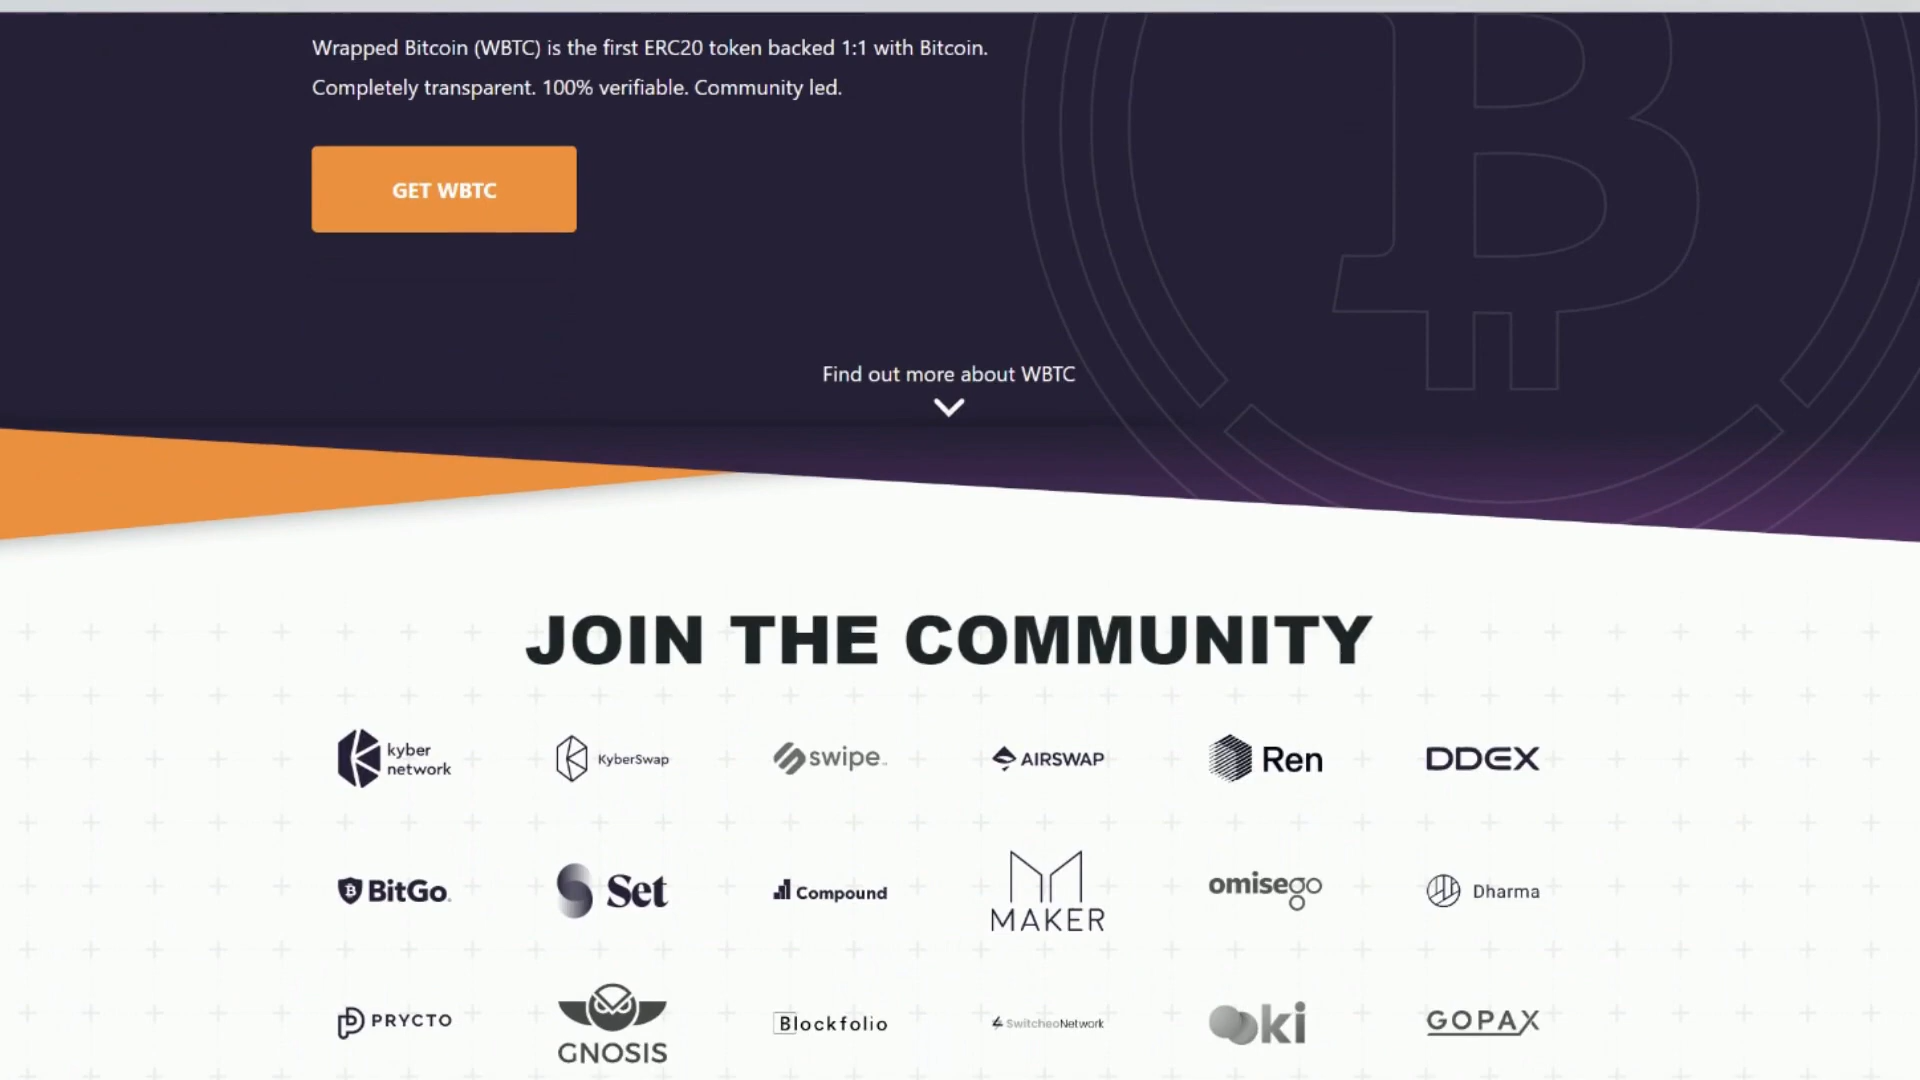 Wrapped Bitcoin (WBTC) is the first ERC20 token backed 1:1 with Bitcoin.
Completely transparent. 100% verifiable. Community led.
GET WBTC
Find out more about WBTC
JOIN THE COMMUNITY
kyber
network
KyberSwap
swipe
AIRSWAP
Ren
DDEX
BitGo
Set
Compound
MAKER
omisego
Dharma
PRYCTO
GNOSIS
Blockfolio
SwitcheoNetwork
oki
GOPAX